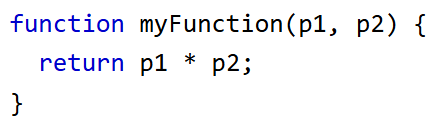 function myFunction(p1, p2) {
  return p1 * p2;
}